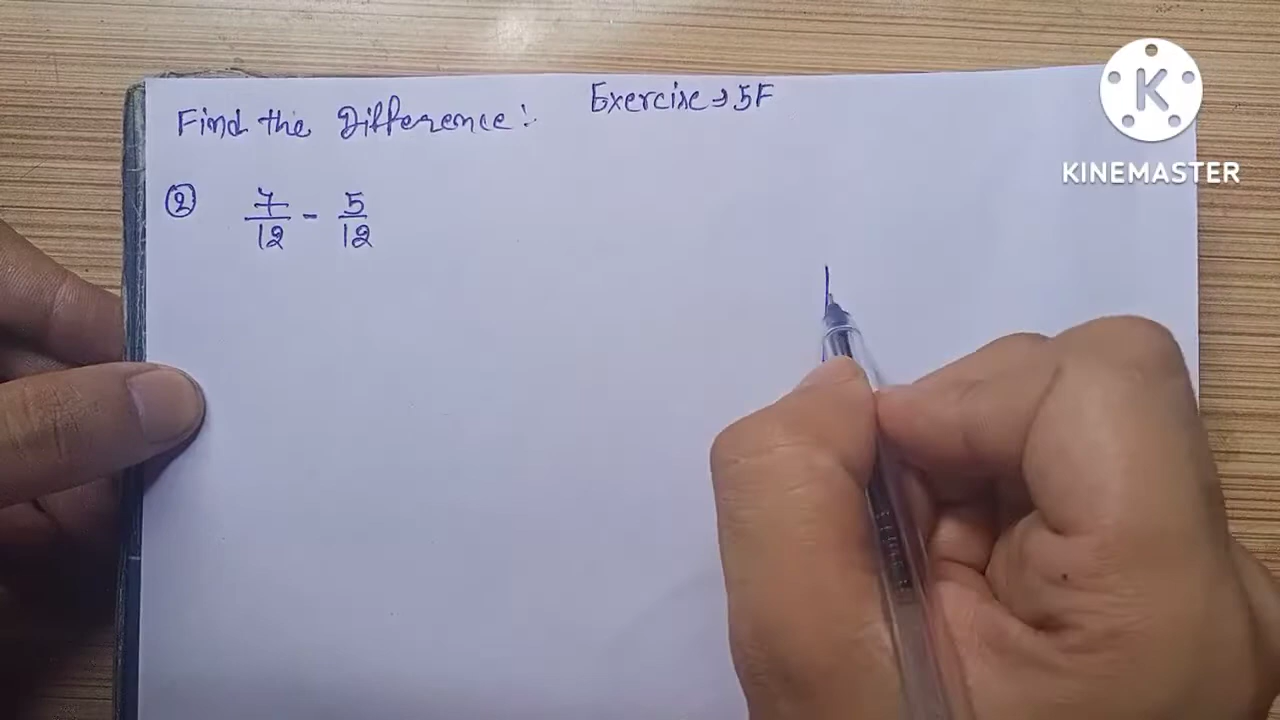 Find the Difference:
Exercise → 5F
② 7/12 - 5/12
K
KINEMASTER